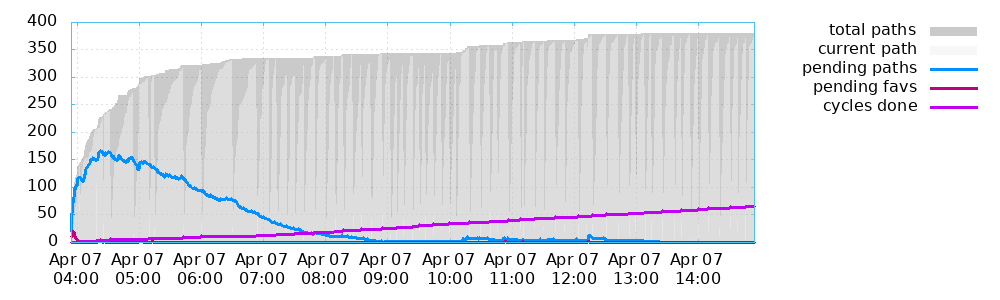 400
350
300
250
200
150
100
50
0
Apr 07 Apr 07 Apr 07 Apr 07 Apr 07 Apr 07 Apr 07 Apr 07 Apr 07 Apr 07 Apr 07
04:00 05:00 06:00 07:00 08:00 09:00 10:00 11:00 12:00 13:00 14:00
total paths
current path
pending paths
pending favs
cycles done